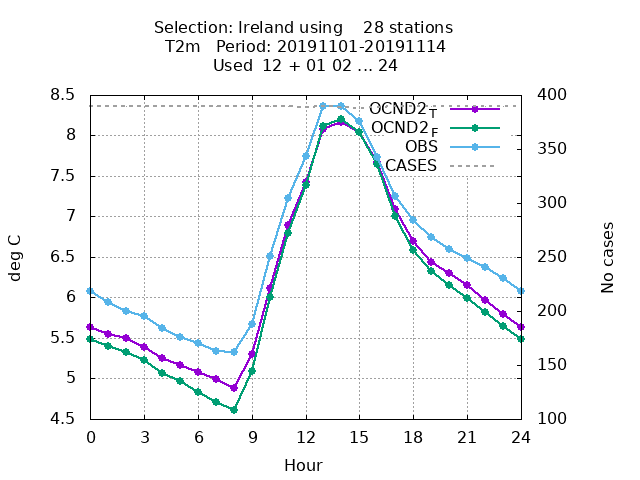 Selection: Ireland using 28 stations
T2m Period: 20191101-20191114
Used 12 + 01 02 ... 24
8.5 400
OCND2T
OCND2F
8
OBS 350
CASES
7.5
7 300
6.5 250
6 200
5.5
5 150
4.5 100
deg C
No cases
0 3 6 9 12 15 18 21 24
Hour